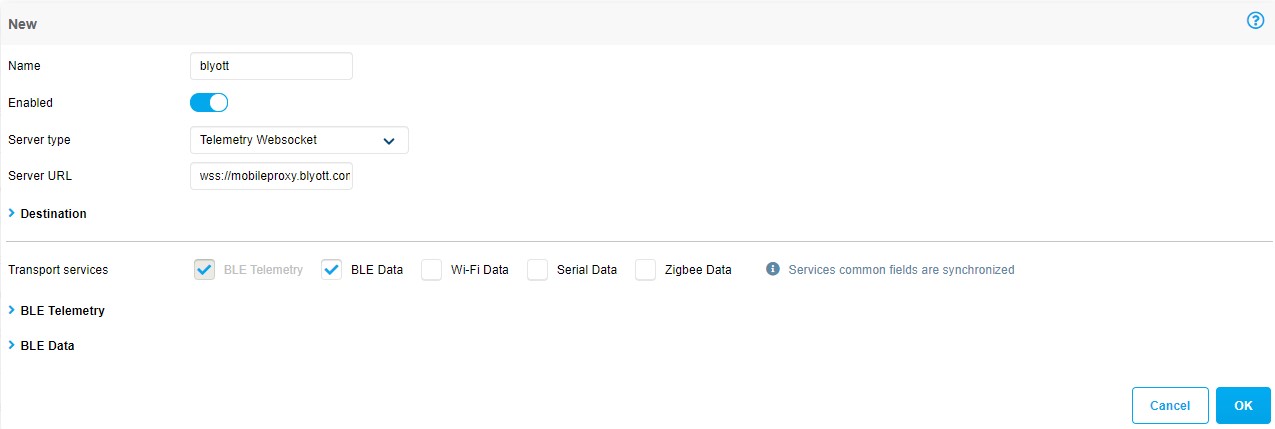 New
Name blyott
Enabled
Server type Telemetry Websocket
Server URL wss://mobileproxy.blyott.com
Destination
Transport services BLE Telemetry BLE Data Wi-Fi Data Serial Data Zigbee Data Services common fields are synchronized
BLE Telemetry
BLE Data
Cancel OK